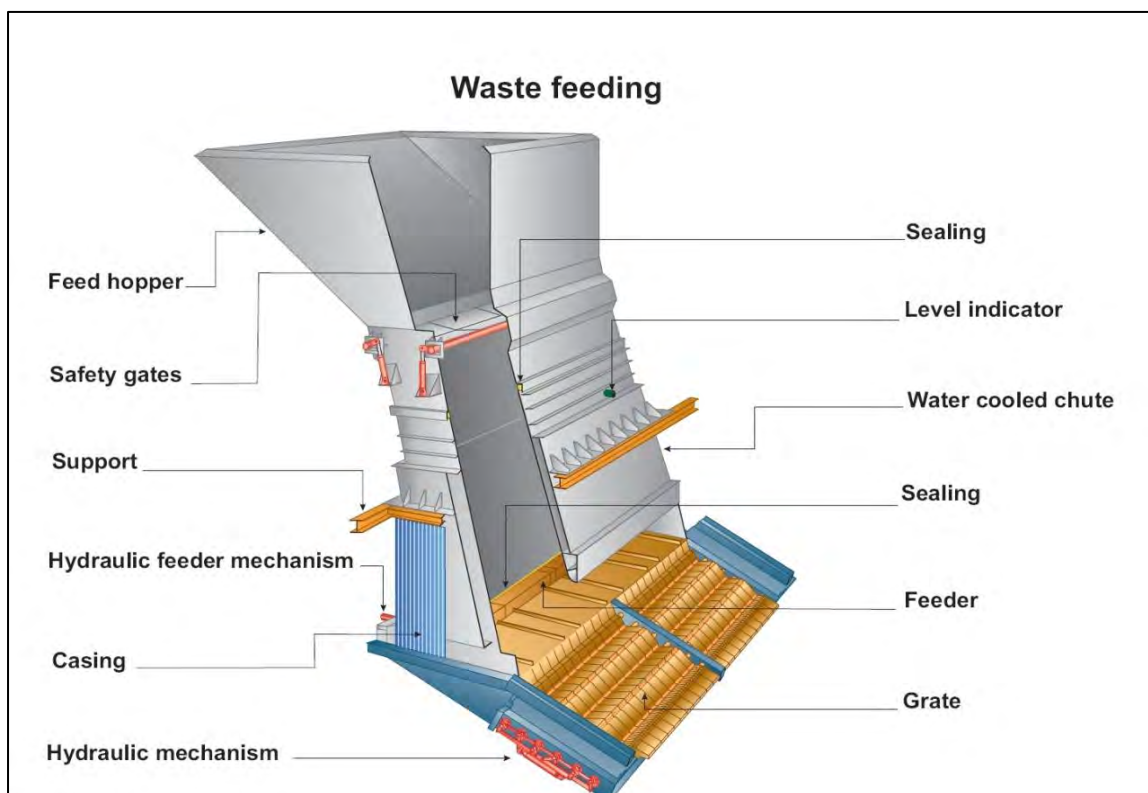 Waste feeding
Feed hopper
Safety gates
Support
Hydraulic feeder mechanism
Casing
Hydraulic mechanism
Sealing
Level indicator
Water cooled chute
Sealing
Feeder
Grate